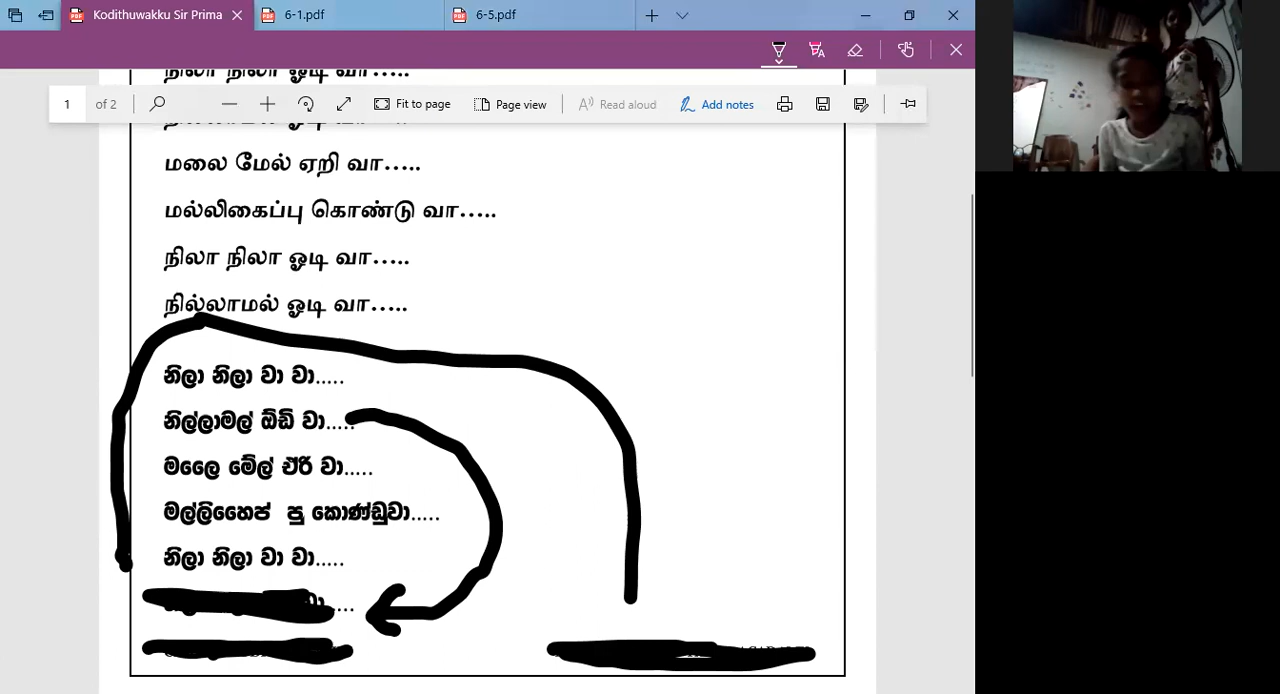 Kodithuwakku Sir Prima
6-1.pdf
6-5.pdf
நிலா நிலா ஓடி வா.....
1 of 2
Fit to page
Page view
Read aloud
Add notes
மலை மேல் ஏறி வா.....
மல்லிகைப்பு கொண்டு வா.....
நிலா நிலா ஓடி வா.....
நில்லாமல் ஓடி வா.....
නිලා නිලා වා වා.....
නිල්ලාමල් ඕඩි වා.....
මලෛ මේල් ඒරි වා.....
මල්ලිහෛප් පු කොණ්ඩුවා.....
නිලා නිලා වා වා.....